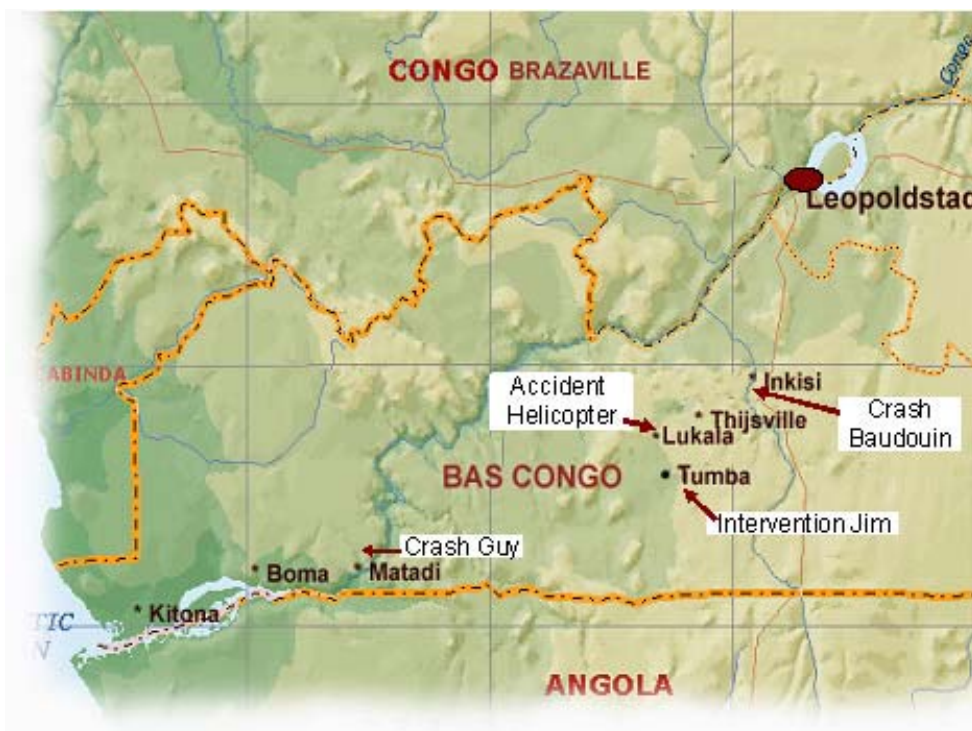 CONGO BRAZAVILLE
Congo
Leopoldstad
ABINDA
Accident
Helicopter
Inkisi
Crash
Baudouin
Thijsville
Lukala
BAS CONGO
Tumba
Intervention Jim
Crash Guy
Boma
Matadi
Kitona
TIC
N
ANGOLA